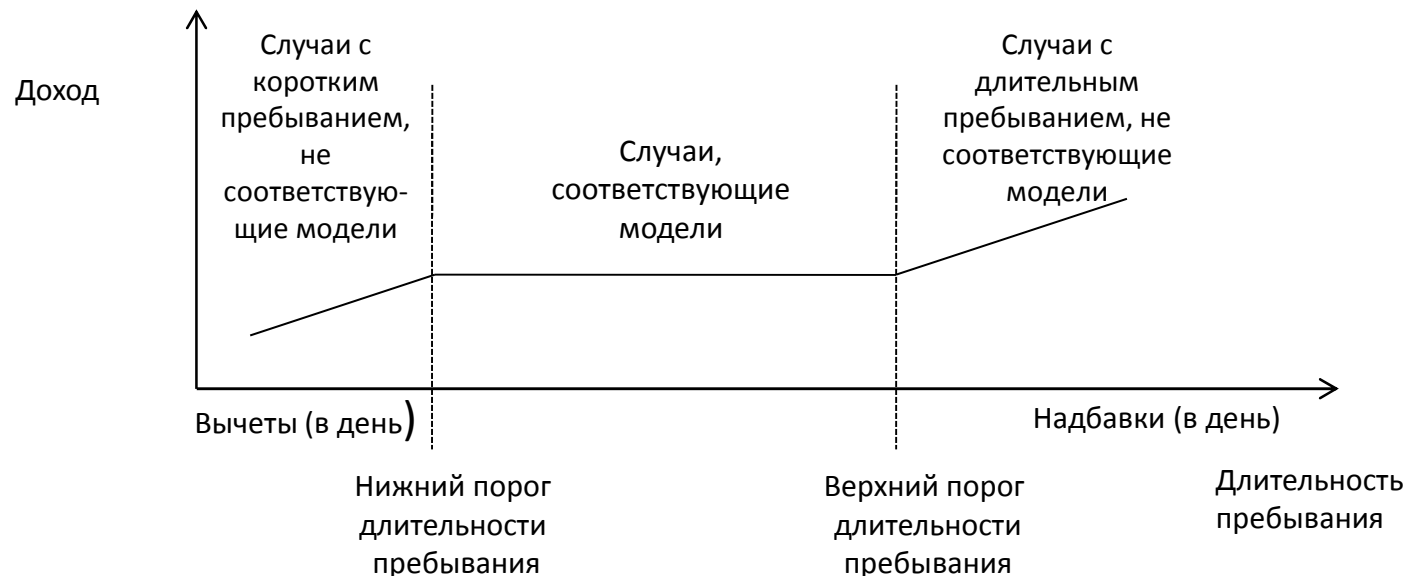 Доход
Случаи с
коротким
пребыванием,
не
соответствую-
щие модели
Случаи,
соответствующие
модели
Случаи с
длительным
пребыванием, не
соответствующие
модели
Вычеты (в день)
Надбавки (в день)
Нижний порог
длительности
пребывания
Верхний порог
длительности
пребывания
Длительность
пребывания